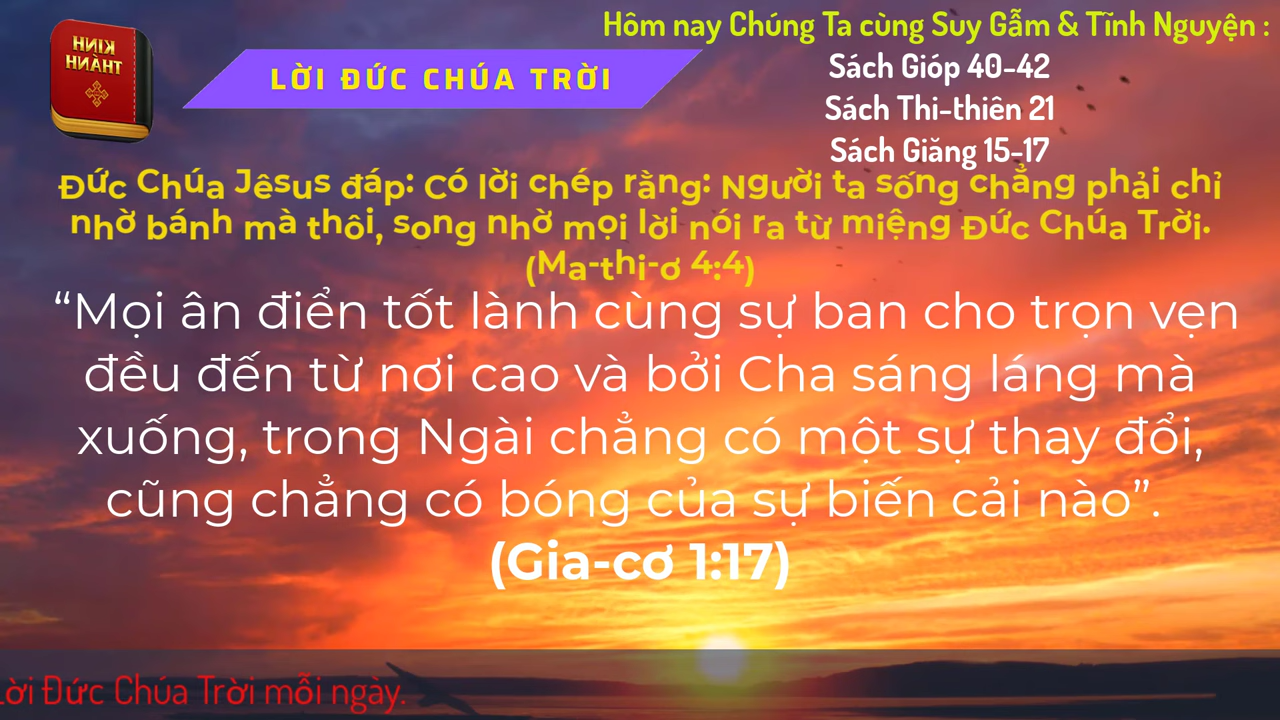 Hôm nay Chúng Ta cùng Suy Gẫm & Tĩnh Nguyện :
KINH
THÁNH
LỜI ĐỨC CHÚA TRỜI
Sách Gióp 40-42
Sách Thi-thiên 21
Sách Giăng 15-17
Đức Chúa Jêsus đáp: Có lời chép rằng: Người ta sống chẳng phải chỉ
nhờ bánh mà thôi, song nhờ mọi lời nói ra từ miệng Đức Chúa Trời.
(Ma-thi-ơ 4:4)
“Mọi ân điển tốt lành cùng sự ban cho trọn vẹn
đều đến từ nơi cao và bởi Cha sáng láng mà
xuống, trong Ngài chẳng có một sự thay đổi,
cũng chẳng có bóng của sự biến cải nào”.
(Gia-cơ 1:17)
Lời Đức Chúa Trời mỗi ngày.